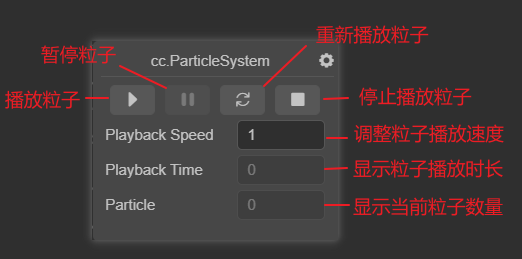 重新播放粒子
暂停粒子
cc.ParticleSystem
播放粒子
停止播放粒子
Playback Speed 1 调整粒子播放速度
Playback Time 0 显示粒子播放时长
Particle 0 显示当前粒子数量